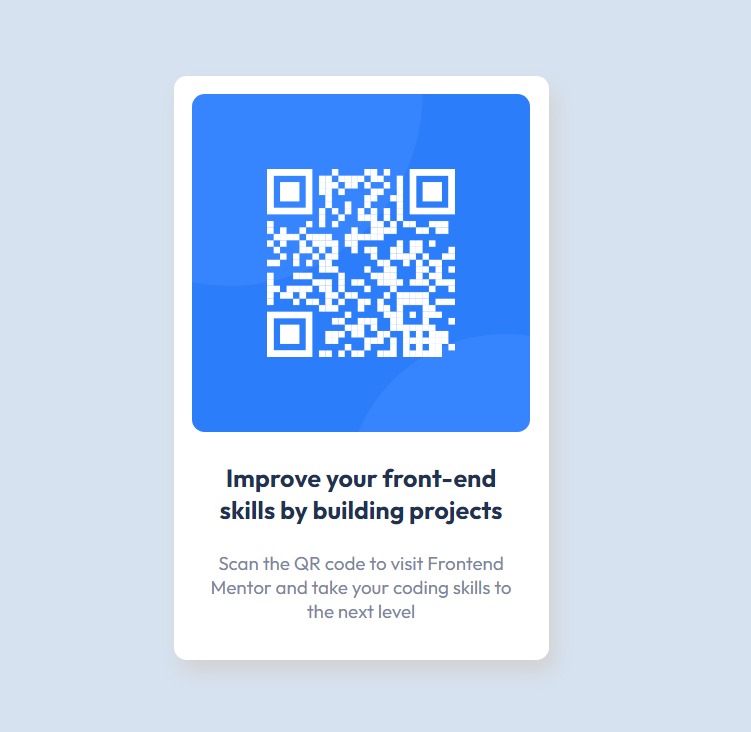 Improve your front-end
skills by building projects
Scan the QR code to visit Frontend
Mentor and take your coding skills to
the next level